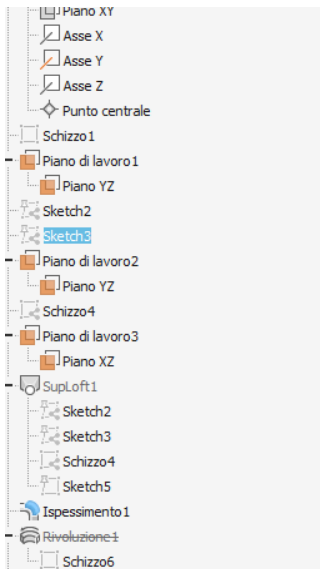 Piano XY
Asse X
Asse Y
Asse Z
Punto centrale
Schizzo1
Piano di lavoro1
Piano YZ
Sketch2
Sketch3
Piano di lavoro2
Piano YZ
Schizzo4
Piano di lavoro3
Piano XZ
SupLoft1
Sketch2
Sketch3
Schizzo4
Sketch5
Ispessimento1
Rivoluzione1
Schizzo6